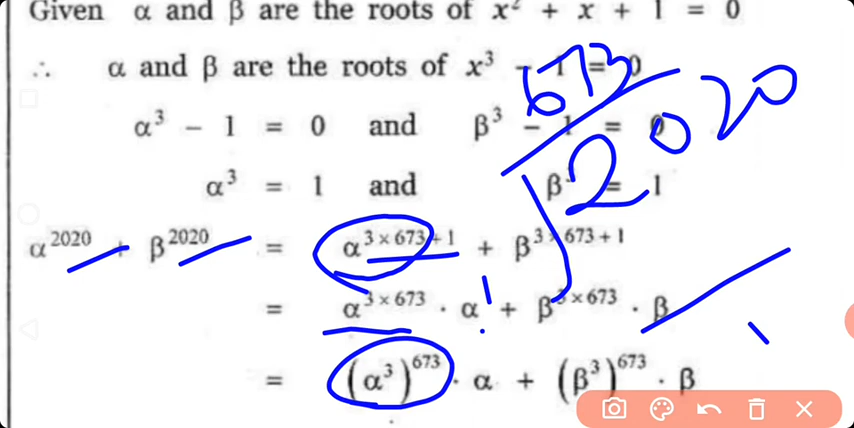 Given α and β are the roots of x² + x + 1 = 0
∴ α and β are the roots of x³ − 1 = 0
α³ − 1 = 0 and β³ − 1 = 0
α³ = 1 and β³ = 1
α²⁰²⁰ + β²⁰²⁰ = α³ˣ⁶⁷³⁺¹ + β³ˣ⁶⁷³⁺¹
= α³ˣ⁶⁷³ · α + β³ˣ⁶⁷³ · β
= (α³)⁶⁷³ · α + (β³)⁶⁷³ · β
673
2020